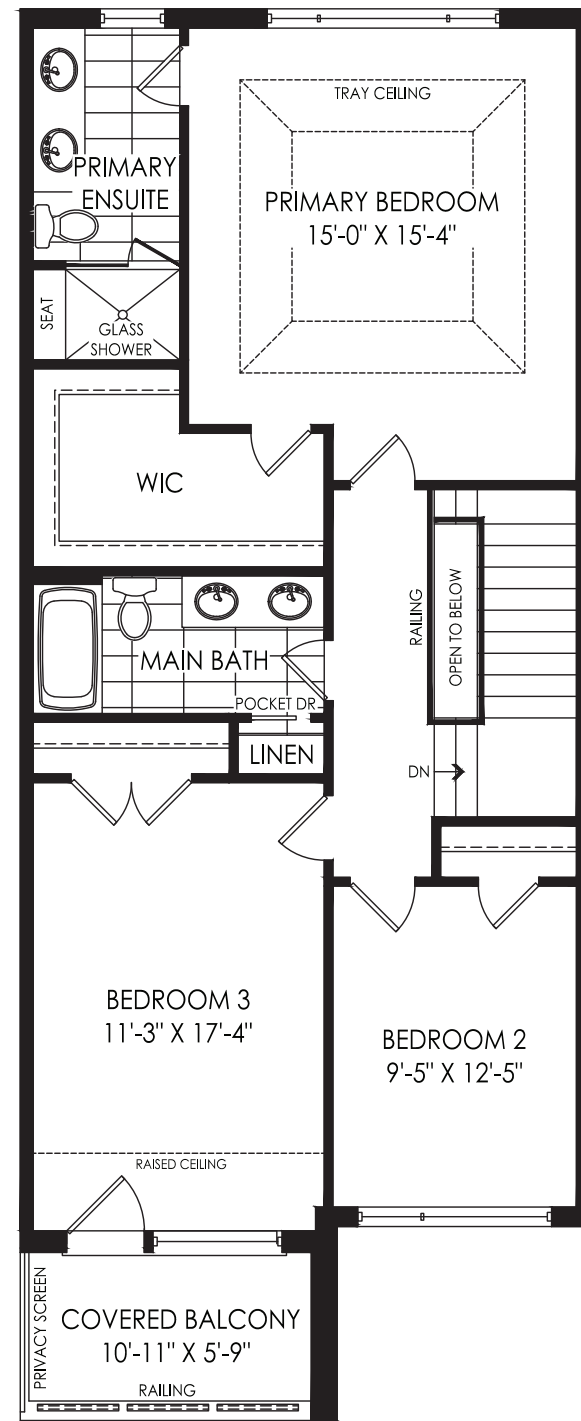 TRAY CEILING
PRIMARY
ENSUITE
PRIMARY BEDROOM
15'-0" X 15'-4"
SEAT
GLASS
SHOWER
WIC
RAILING
OPEN TO BELOW
MAIN BATH
POCKET DR
LINEN
DN
BEDROOM 3
11'-3" X 17'-4"
BEDROOM 2
9'-5" X 12'-5"
RAISED CEILING
PRIVACY SCREEN
COVERED BALCONY
10'-11" X 5'-9"
RAILING